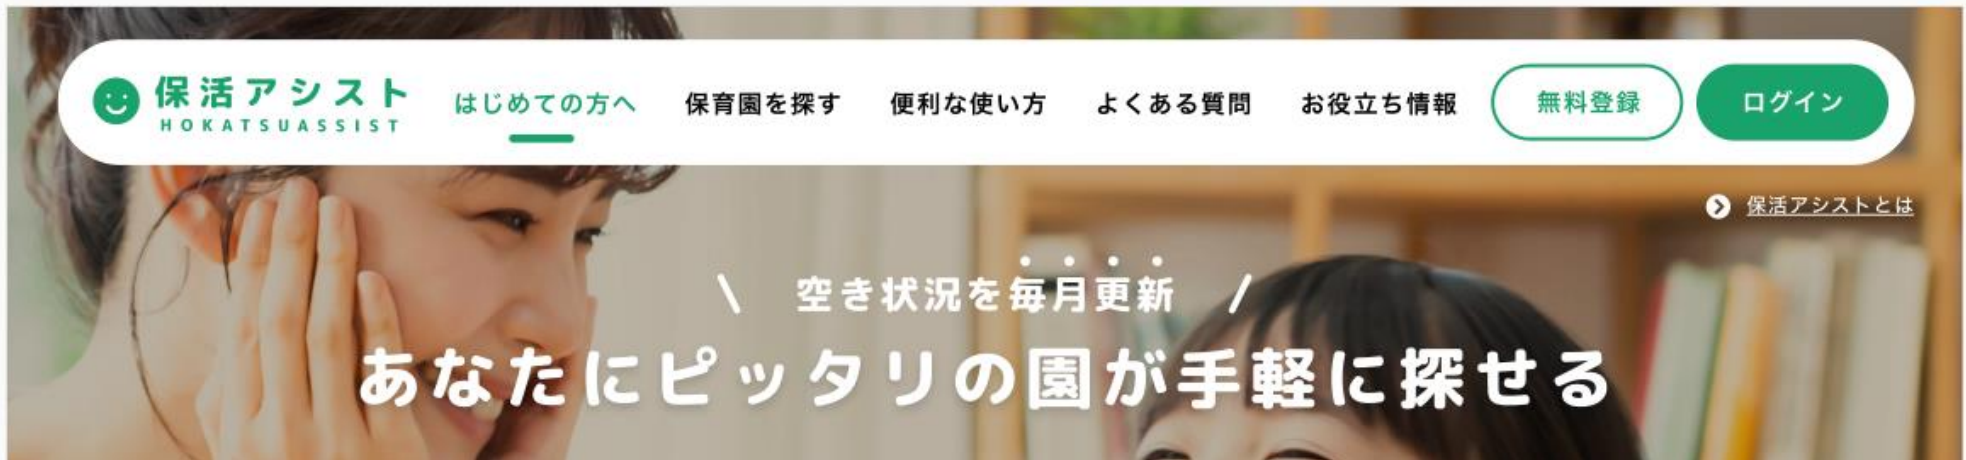 保活アシスト
HOKATSUASSIST
はじめての方へ
保育園を探す
便利な使い方
よくある質問
お役立ち情報
無料登録
ログイン
保活アシストとは
\ 空き状況を毎月更新 /
あなたにピッタリの園が手軽に探せる